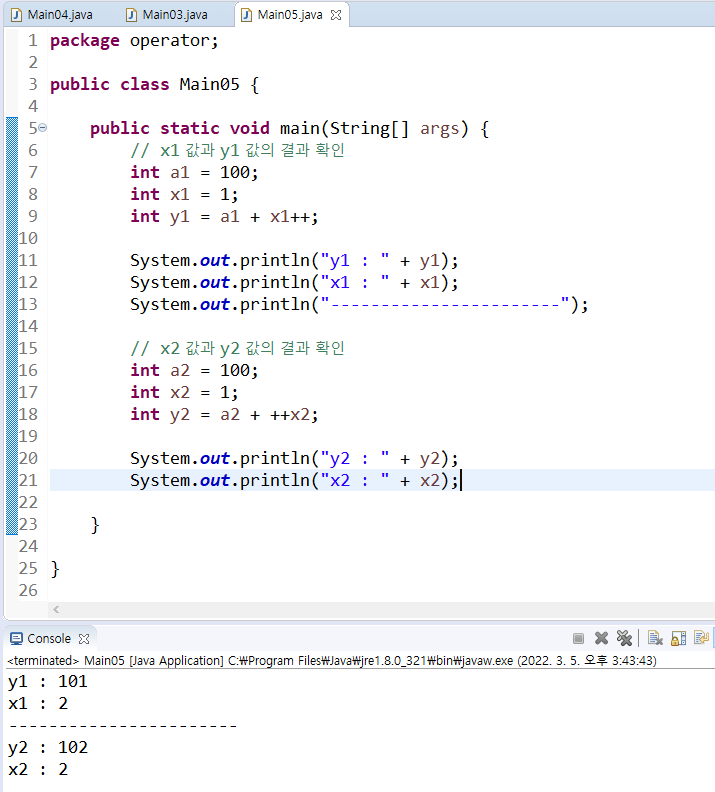 Main04.java Main03.java Main05.java
1 package operator;
2
3 public class Main05 {
4
5 public static void main(String[] args) {
6 // x1 값과 y1 값의 결과 확인
7 int a1 = 100;
8 int x1 = 1;
9 int y1 = a1 + x1++;
10
11 System.out.println("y1 : " + y1);
12 System.out.println("x1 : " + x1);
13 System.out.println("-----------------------");
14
15 // x2 값과 y2 값의 결과 확인
16 int a2 = 100;
17 int x2 = 1;
18 int y2 = a2 + ++x2;
19
20 System.out.println("y2 : " + y2);
21 System.out.println("x2 : " + x2);
22
23 }
24
25 }
26
Console
<terminated> Main05 [Java Application] C:₩Program Files₩Java₩jre1.8.0_321₩bin₩javaw.exe (2022. 3. 5. 오후 3:43:43)
y1 : 101
x1 : 2
-----------------------
y2 : 102
x2 : 2